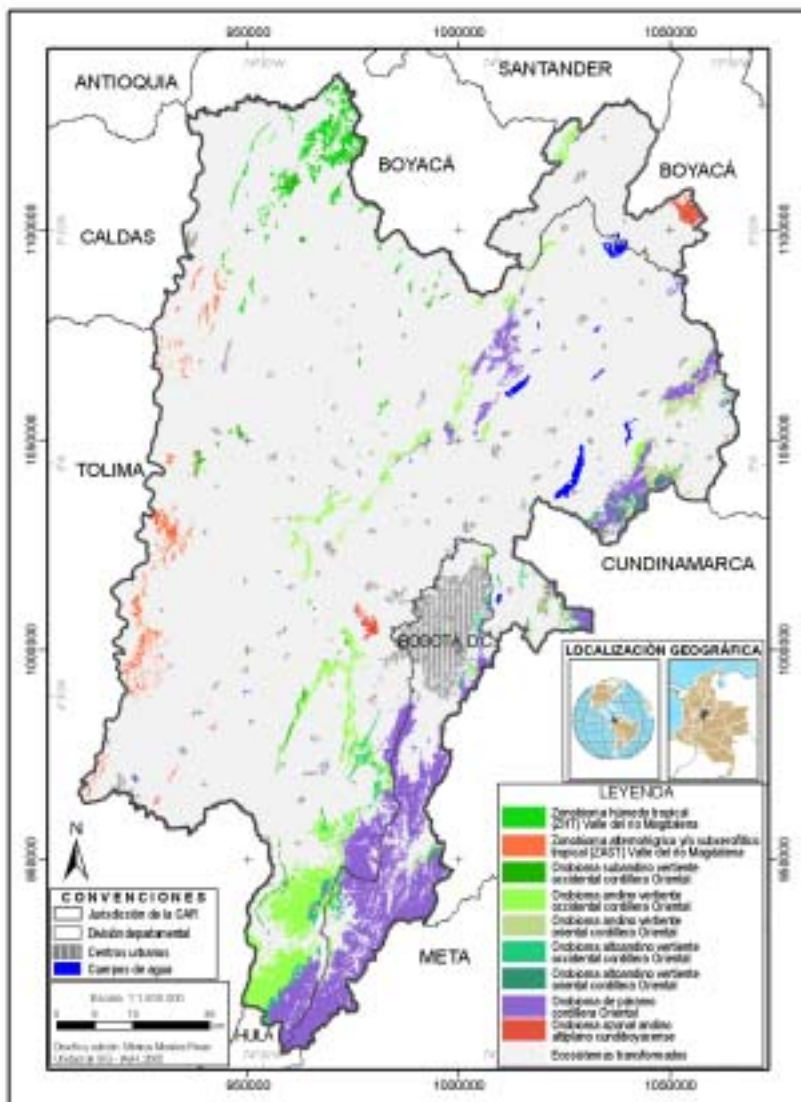 950000 1000000 1050000
ANTIOQUIA
SANTANDER
BOYACÁ
BOYACÁ
CALDAS
1100000
1100000
1050000
1050000
TOLIMA
CUNDINAMARCA
BOGOTÁ D.C.
1000000
1000000
LOCALIZACIÓN GEOGRÁFICA
LEYENDA
Zonobioma húmedo tropical
(ZHT) Valle del río Magdalena
Zonobioma alternohígrico y/o subxerofítico
tropical (ZAST) Valle del río Magdalena
Orobioma subandino vertiente
occidental cordillera Oriental
Orobioma andino vertiente
occidental cordillera Oriental
Orobioma andino vertiente
oriental cordillera Oriental
Orobioma altoandino vertiente
occidental cordillera Oriental
Orobioma altoandino vertiente
oriental cordillera Oriental
Orobioma de páramo
cordillera Oriental
Orobioma azonal andino
altiplano cundiboyacense
Ecosistemas transformados
N
950000
950000
CONVENCIONES
Jurisdicción de la CAR
División departamental
Centros urbanos
Cuerpos de agua
META
HUILA
Escala
0
Km
950000 1000000 1050000